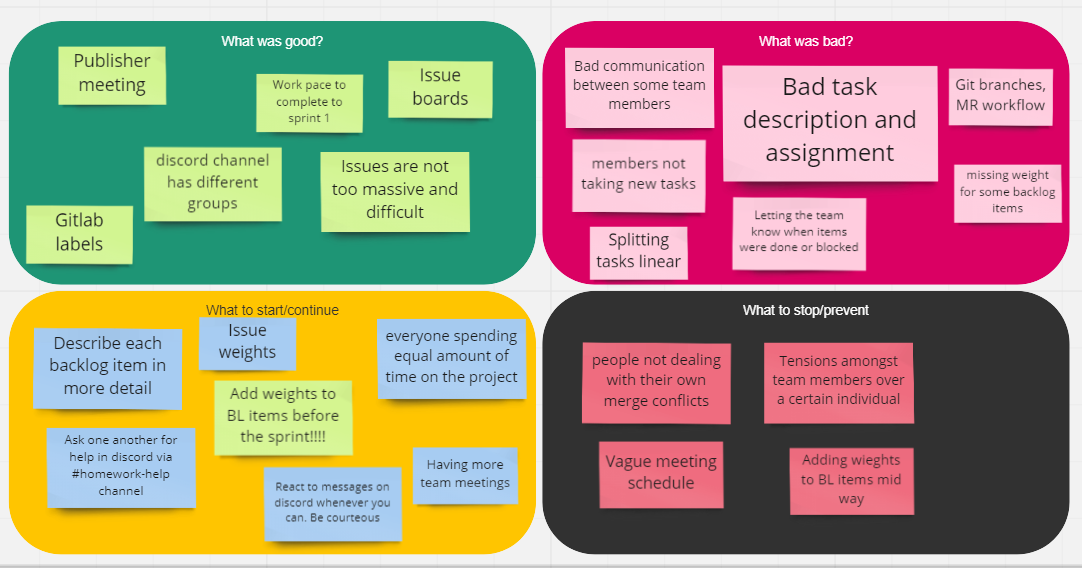 What was good?
Publisher
meeting
Work pace to
complete to
sprint 1
Issue
boards
discord channel
has different
groups
Issues are not
too massive and
difficult
Gitlab
labels
What was bad?
Bad communication
between some team
members
Bad task
description and
assignment
Git branches,
MR workflow
members not
taking new tasks
missing weight
for some backlog
items
Letting the team
know when items
were done or blocked
Splitting
tasks linear
What to start/continue
Describe each
backlog item in
more detail
Issue
weights
everyone spending
equal amount of
time on the project
Add weights to
BL items before
the sprint!!!!
Ask one another for
help in discord via
#homework-help
channel
React to messages on
discord whenever you
can. Be courteous
Having more
team meetings
What to stop/prevent
people not dealing
with their own
merge conflicts
Tensions amongst
team members over
a certain individual
Vague meeting
schedule
Adding wieghts
to BL items mid
way